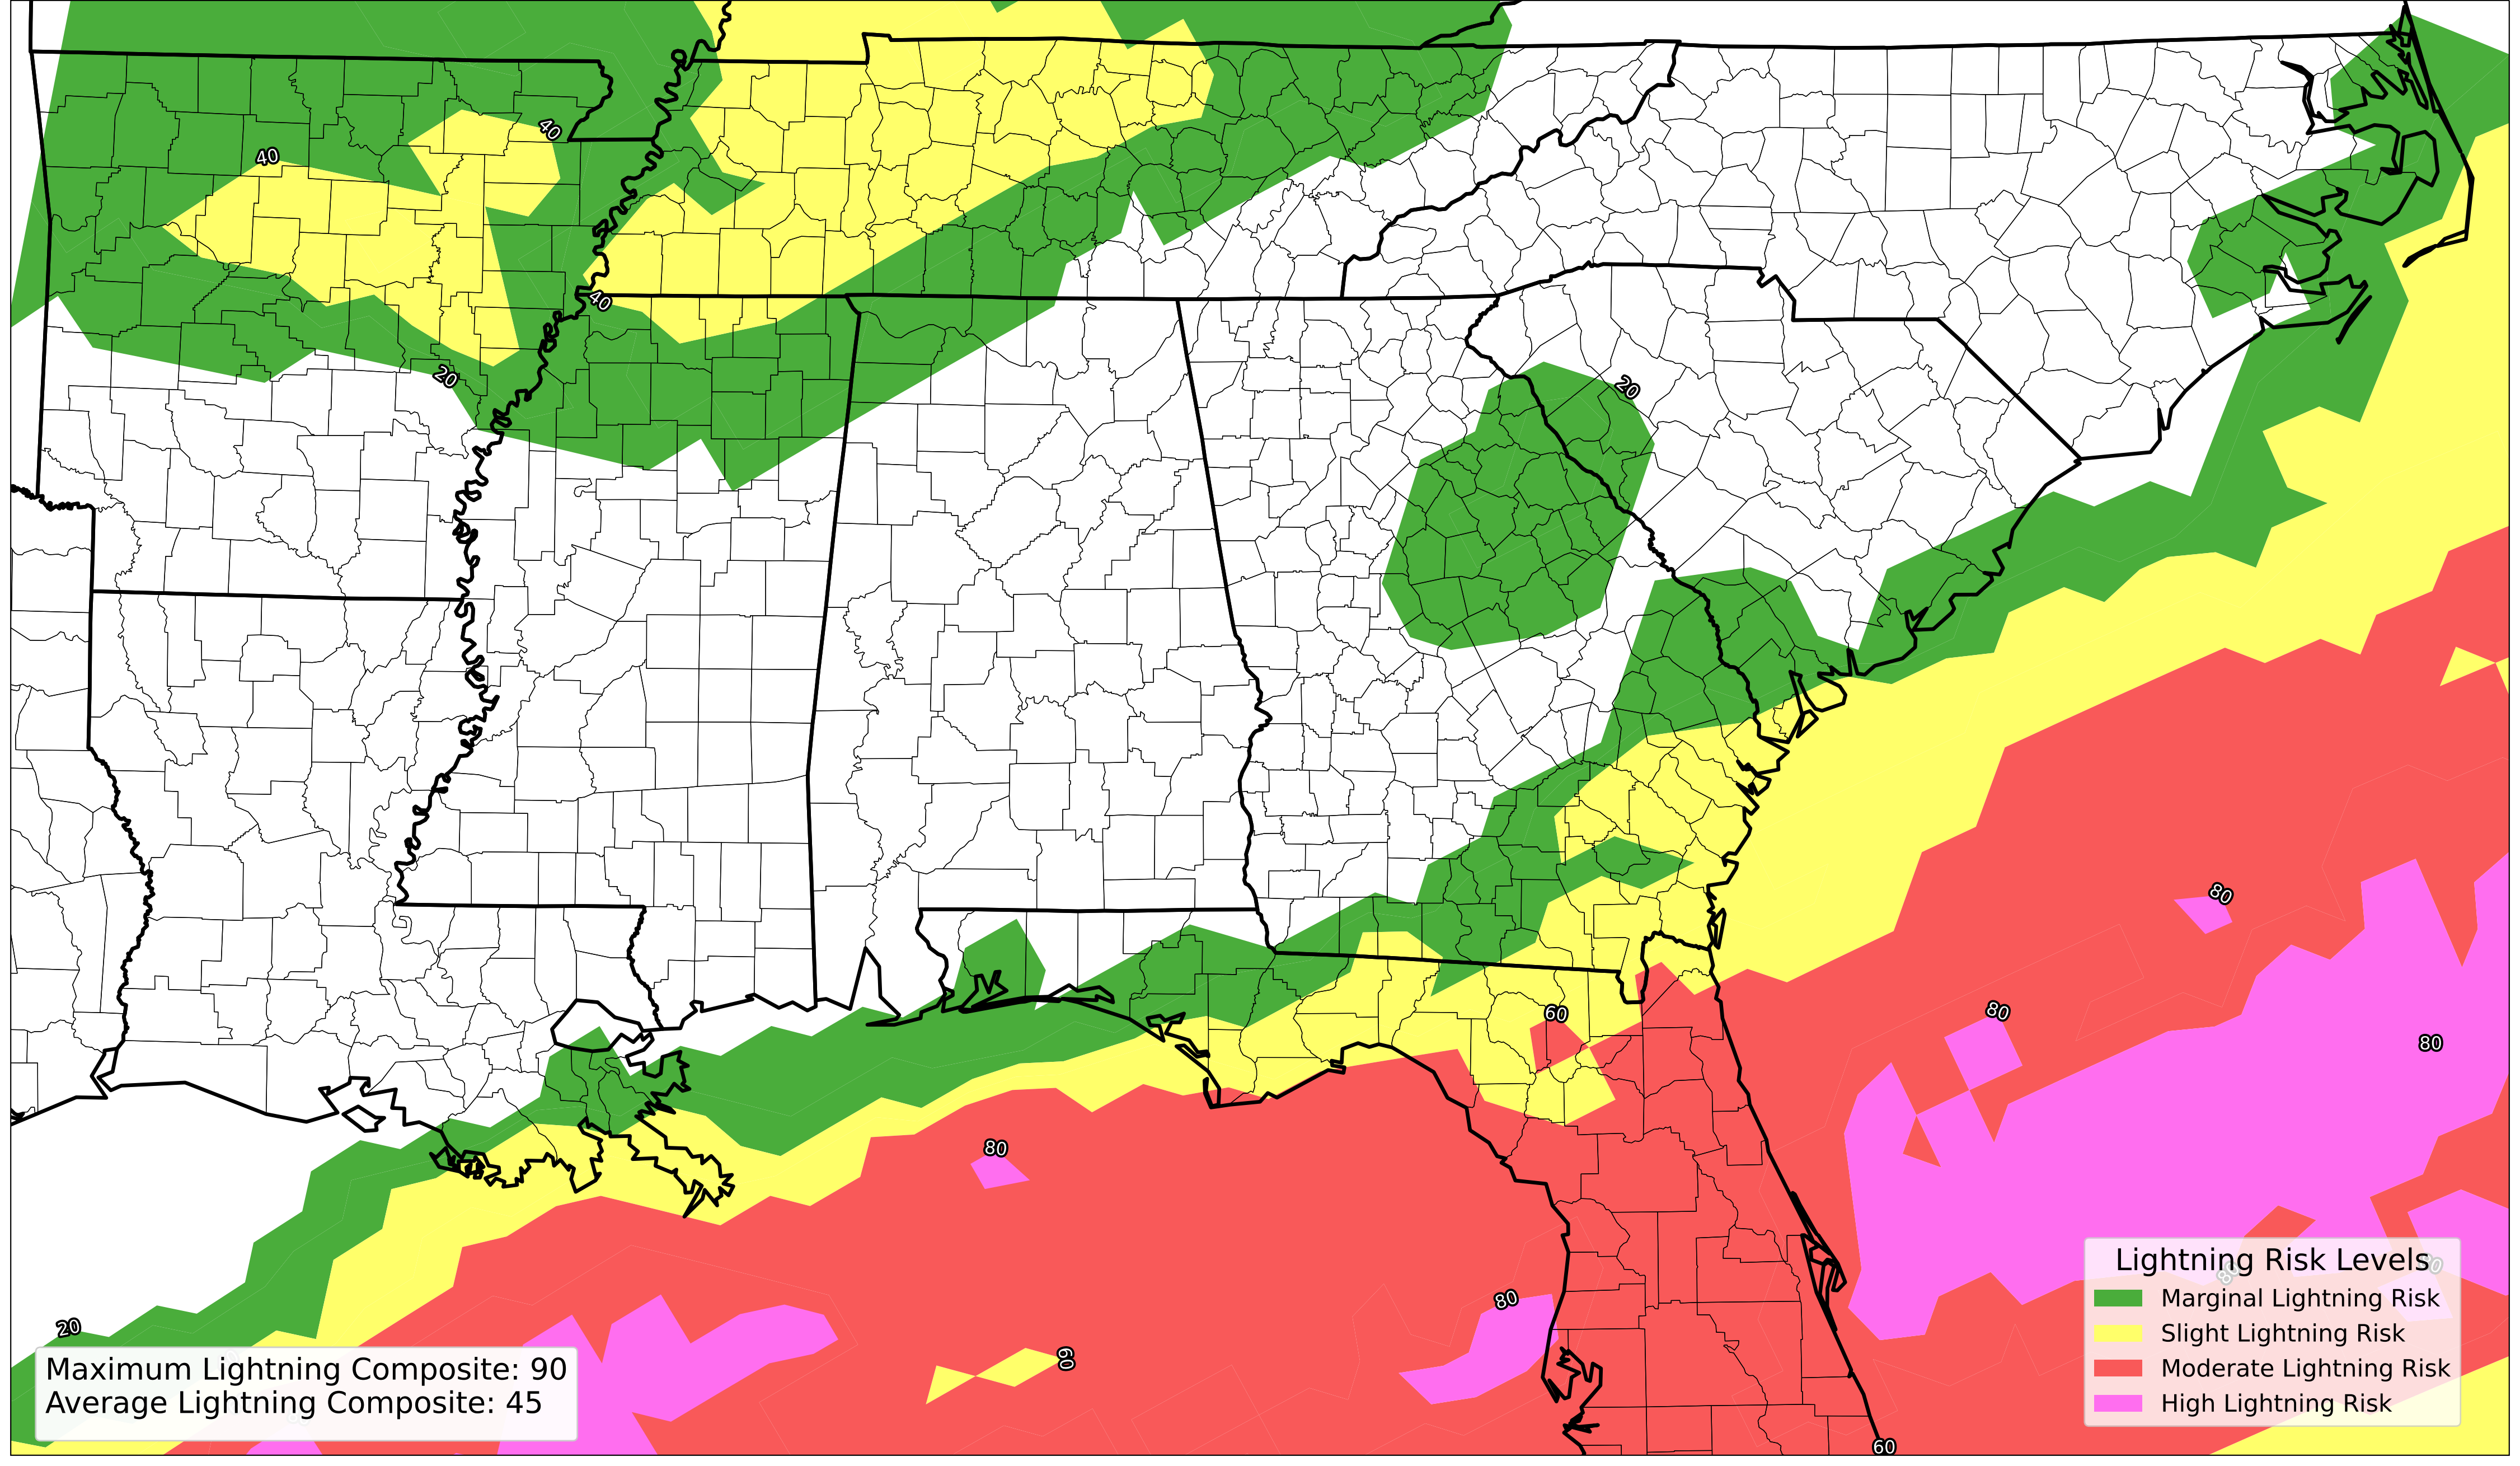 40
40
40
20
20
60
80
80
80
80
80
60
20
Lightning Risk Levels
Marginal Lightning Risk
Slight Lightning Risk
Moderate Lightning Risk
High Lightning Risk
Maximum Lightning Composite: 90
Average Lightning Composite: 45
60